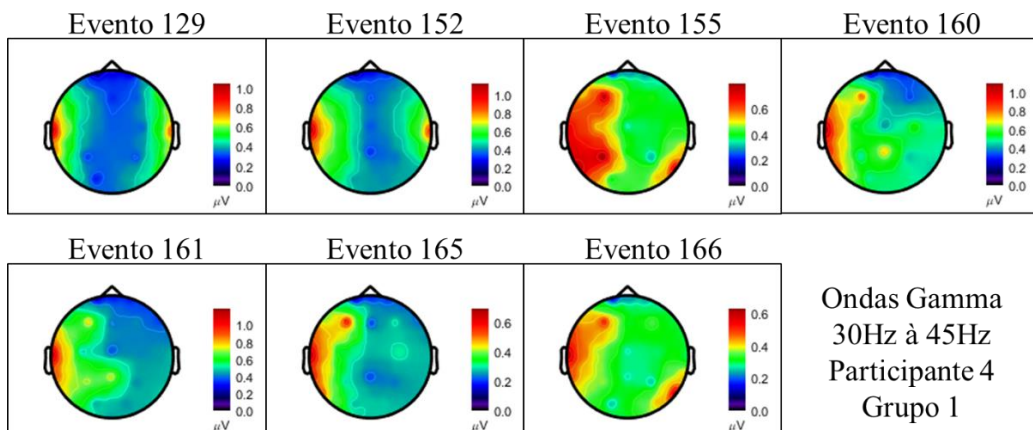 Evento 129
Evento 152
Evento 155
Evento 160
1.0
0.8
0.6
0.4
0.2
0.0
µV
1.0
0.8
0.6
0.4
0.2
0.0
µV
0.6
0.4
0.2
0.0
µV
1.0
0.8
0.6
0.4
0.2
0.0
µV
Evento 161
Evento 165
Evento 166
1.0
0.8
0.6
0.4
0.2
0.0
µV
0.6
0.4
0.2
0.0
µV
0.6
0.4
0.2
0.0
µV
Ondas Gamma
30Hz à 45Hz
Participante 4
Grupo 1